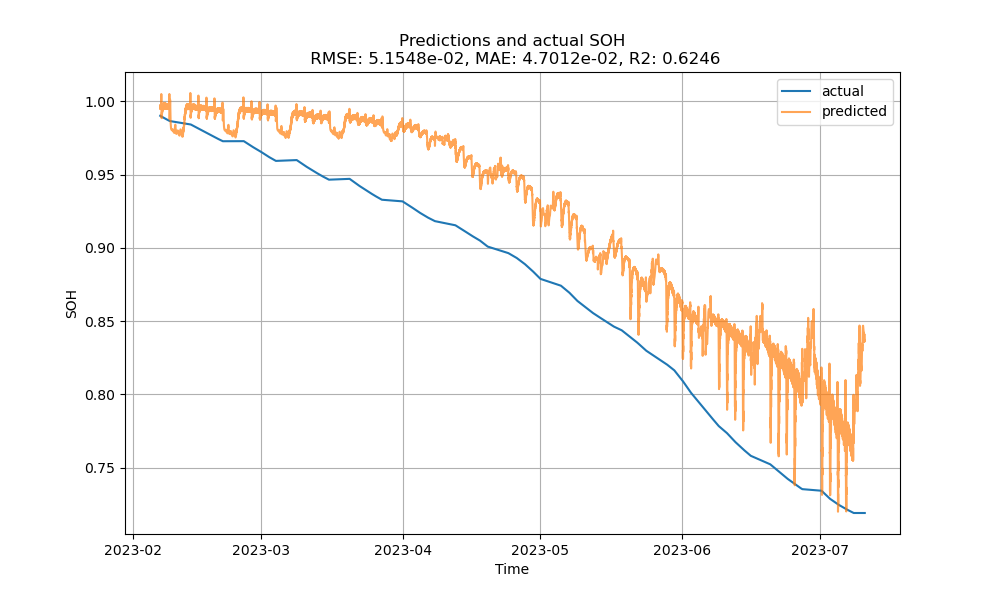 Predictions and actual SOH
RMSE: 5.1548e-02, MAE: 4.7012e-02, R2: 0.6246
actual
predicted
1.00
0.95
0.90
0.85
0.80
0.75
SOH
2023-02 2023-03 2023-04 2023-05 2023-06 2023-07
Time